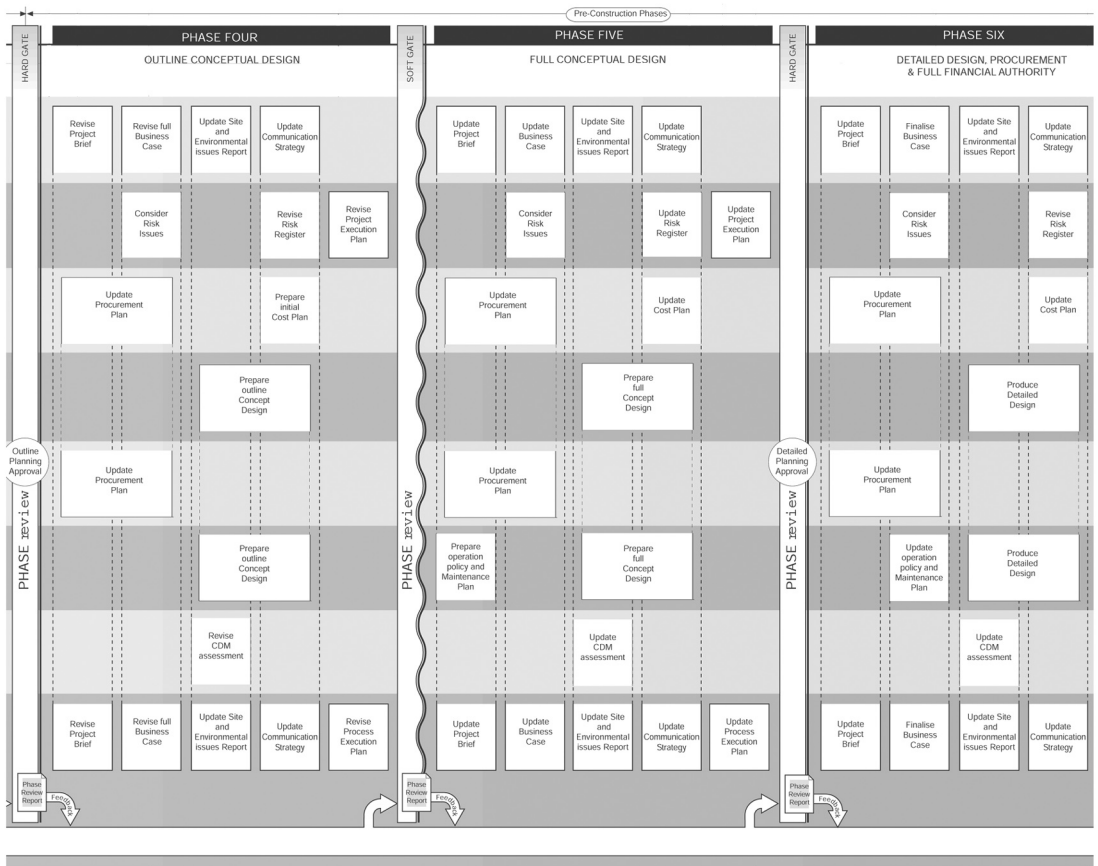 Pre-Construction Phases
HARD GATE
PHASE FOUR
OUTLINE CONCEPTUAL DESIGN
SOFT GATE
PHASE FIVE
FULL CONCEPTUAL DESIGN
HARD GATE
PHASE SIX
DETAILED DESIGN, PROCUREMENT
& FULL FINANCIAL AUTHORITY
Revise
Project
Brief
Revise full
Business
Case
Update Site
and
Environmental
issues Report
Update
Communication
Strategy
Update
Project
Brief
Update
Business
Case
Update Site
and
Environmental
issues Report
Update
Communication
Strategy
Update
Project
Brief
Finalise
Business
Case
Update Site
and
Environmental
issues Report
Update
Communication
Strategy
Consider
Risk
Issues
Revise
Risk
Register
Revise
Project
Execution
Plan
Consider
Risk
Issues
Update
Risk
Register
Update
Project
Execution
Plan
Consider
Risk
Issues
Revise
Risk
Register
Update
Procurement
Plan
Prepare
initial
Cost Plan
Update
Procurement
Plan
Update
Cost Plan
Update
Procurement
Plan
Update
Cost Plan
Prepare
outline
Concept
Design
Prepare
full
Concept
Design
Produce
Detailed
Design
Outline
Planning
Approval
Update
Procurement
Plan
Update
Procurement
Plan
Detailed
Planning
Approval
Update
Procurement
Plan
PHASE review
PHASE review
PHASE review
Prepare
outline
Concept
Design
Prepare
operation
policy and
Maintenance
Plan
Prepare
full
Concept
Design
Update
operation
policy and
Maintenance
Plan
Produce
Detailed
Design
Revise
CDM
assessment
Update
CDM
assessment
Update
CDM
assessment
Revise
Project
Brief
Revise full
Business
Case
Update Site
and
Environmental
issues Report
Update
Communication
Strategy
Revise
Process
Execution
Plan
Update
Project
Brief
Update
Business
Case
Update Site
and
Environmental
issues Report
Update
Communication
Strategy
Update
Process
Execution
Plan
Update
Project
Brief
Finalise
Business
Case
Update Site
and
Environmental
issues Report
Update
Communication
Strategy
Phase
Review
Report
Feedback
Phase
Review
Report
Feedback
Phase
Review
Report
Feedback